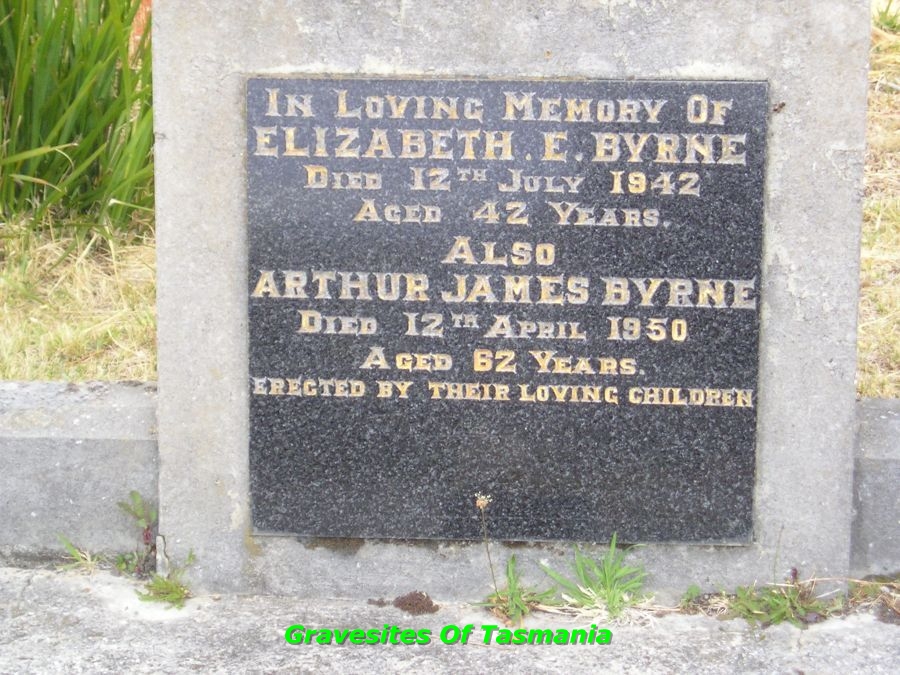 In Loving Memory Of
ELIZABETH. E. BYRNE
Died 12th July 1942
Aged 42 Years.
Also
ARTHUR JAMES BYRNE
Died 12th April 1950
Aged 62 Years.
ERECTED BY THEIR LOVING CHILDREN
Gravesites Of Tasmania